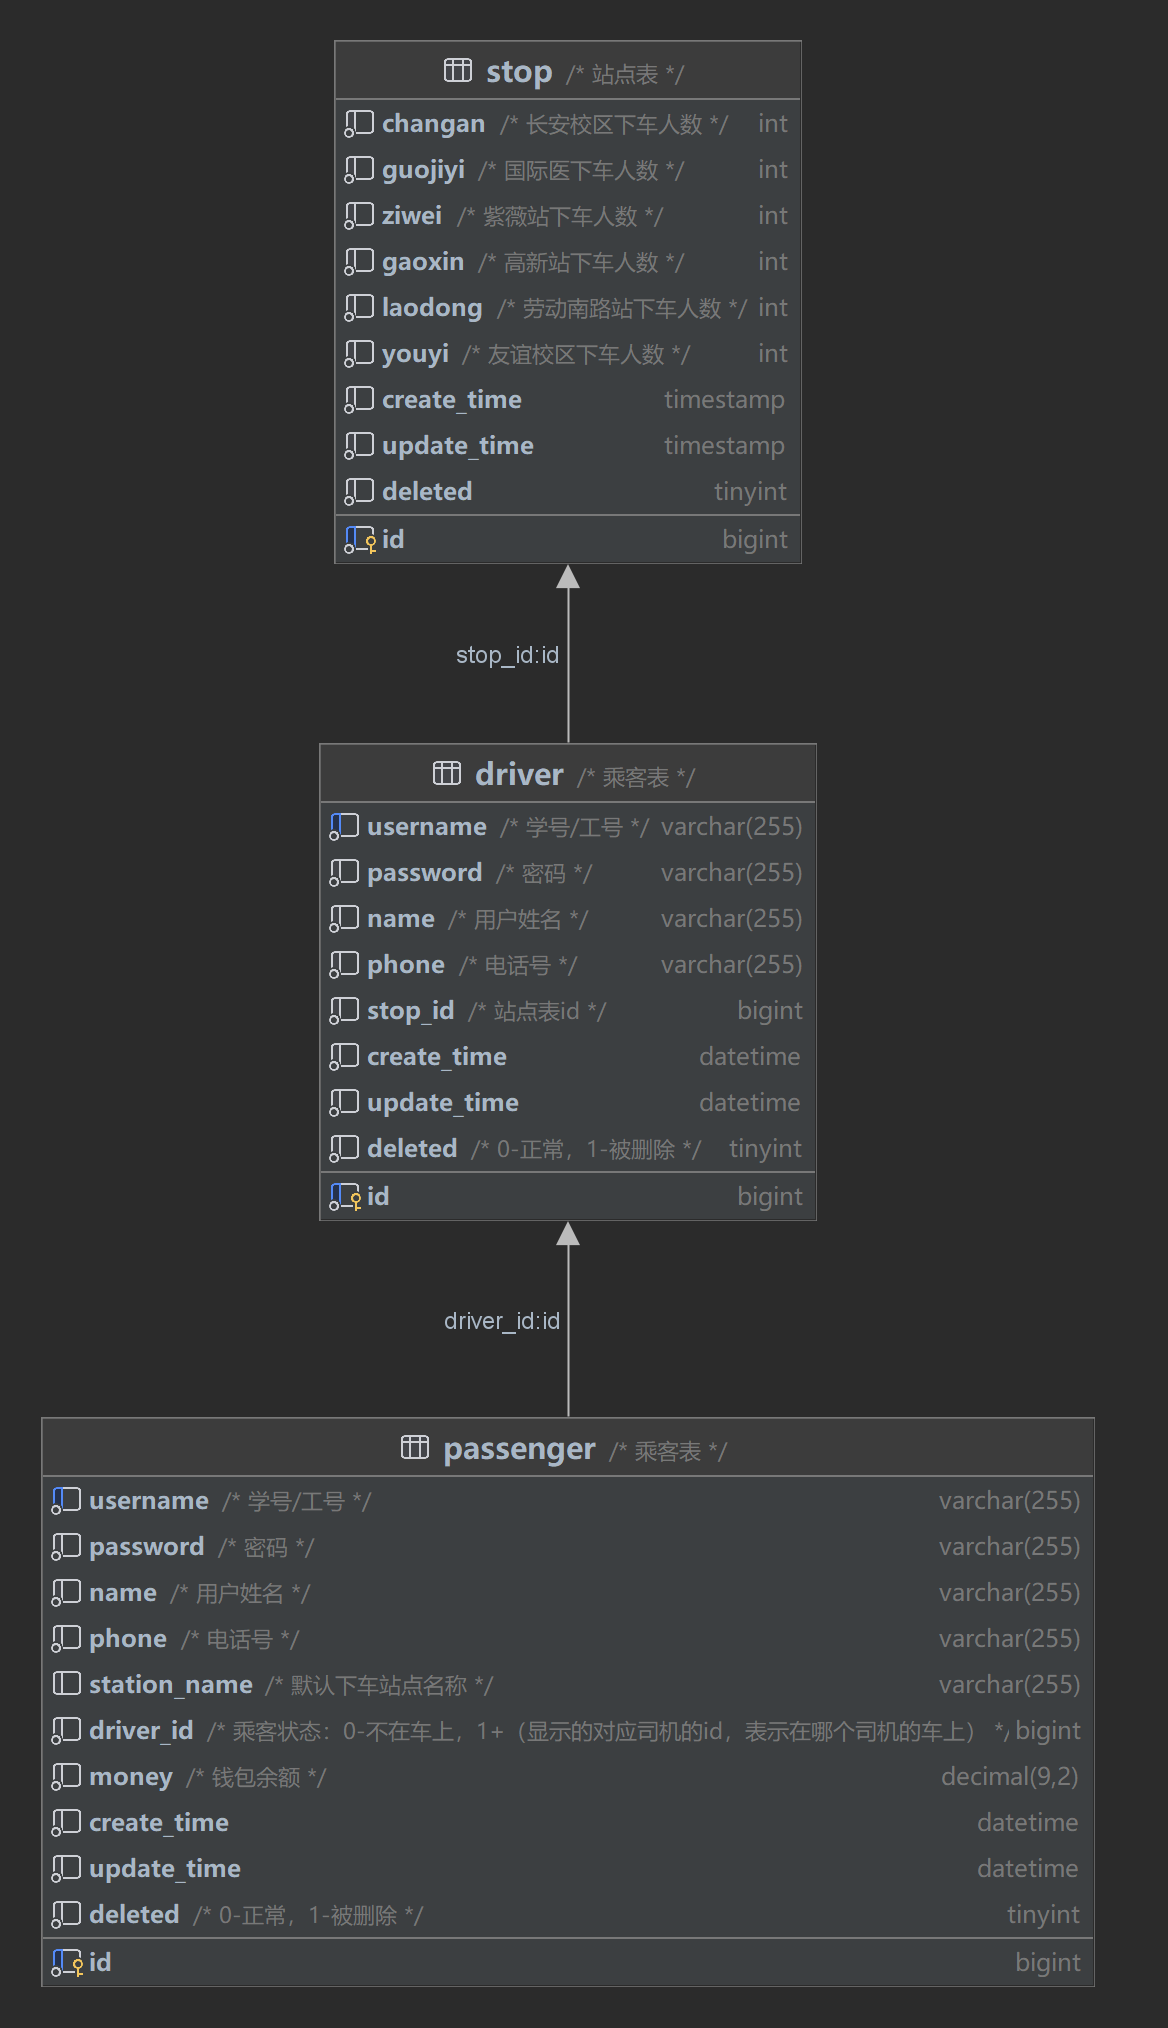 stop /* 站点表 */
changan /* 长安校区下车人数 */ int
guojiyi /* 国际医下车人数 */ int
ziwei /* 紫薇站下车人数 */ int
gaoxin /* 高新站下车人数 */ int
laodong /* 劳动南路站下车人数 */ int
youyi /* 友谊校区下车人数 */ int
create_time timestamp
update_time timestamp
deleted tinyint
id bigint
stop_id:id
driver /* 乘客表 */
username /* 学号/工号 */ varchar(255)
password /* 密码 */ varchar(255)
name /* 用户姓名 */ varchar(255)
phone /* 电话号 */ varchar(255)
stop_id /* 站点表id */ bigint
create_time datetime
update_time datetime
deleted /* 0-正常，1-被删除 */ tinyint
id bigint
driver_id:id
passenger /* 乘客表 */
username /* 学号/工号 */ varchar(255)
password /* 密码 */ varchar(255)
name /* 用户姓名 */ varchar(255)
phone /* 电话号 */ varchar(255)
station_name /* 默认下车站点名称 */ varchar(255)
driver_id /* 乘客状态：0-不在车上，1+（显示的对应司机的id，表示在哪个司机的车上） */ bigint
money /* 钱包余额 */ decimal(9,2)
create_time datetime
update_time datetime
deleted /* 0-正常，1-被删除 */ tinyint
id bigint